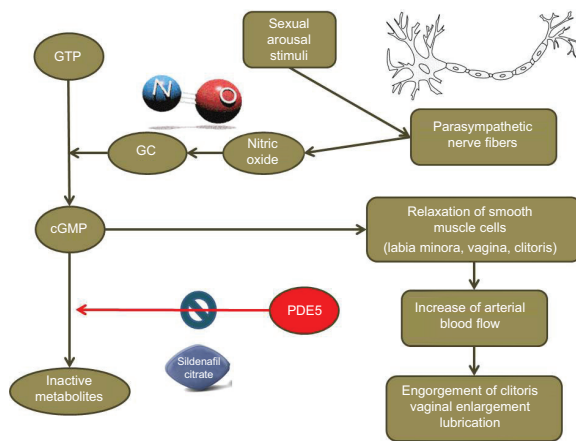 Sexual
arousal
stimuli
GTP
N
O
Parasympathetic
nerve fibers
Nitric
oxide
GC
cGMP
Relaxation of smooth
muscle cells
(labia minora, vagina, clitoris)
PDE5
Increase of arterial
blood flow
Sildenafil
citrate
Inactive
metabolites
Engorgement of clitoris
vaginal enlargement
lubrication